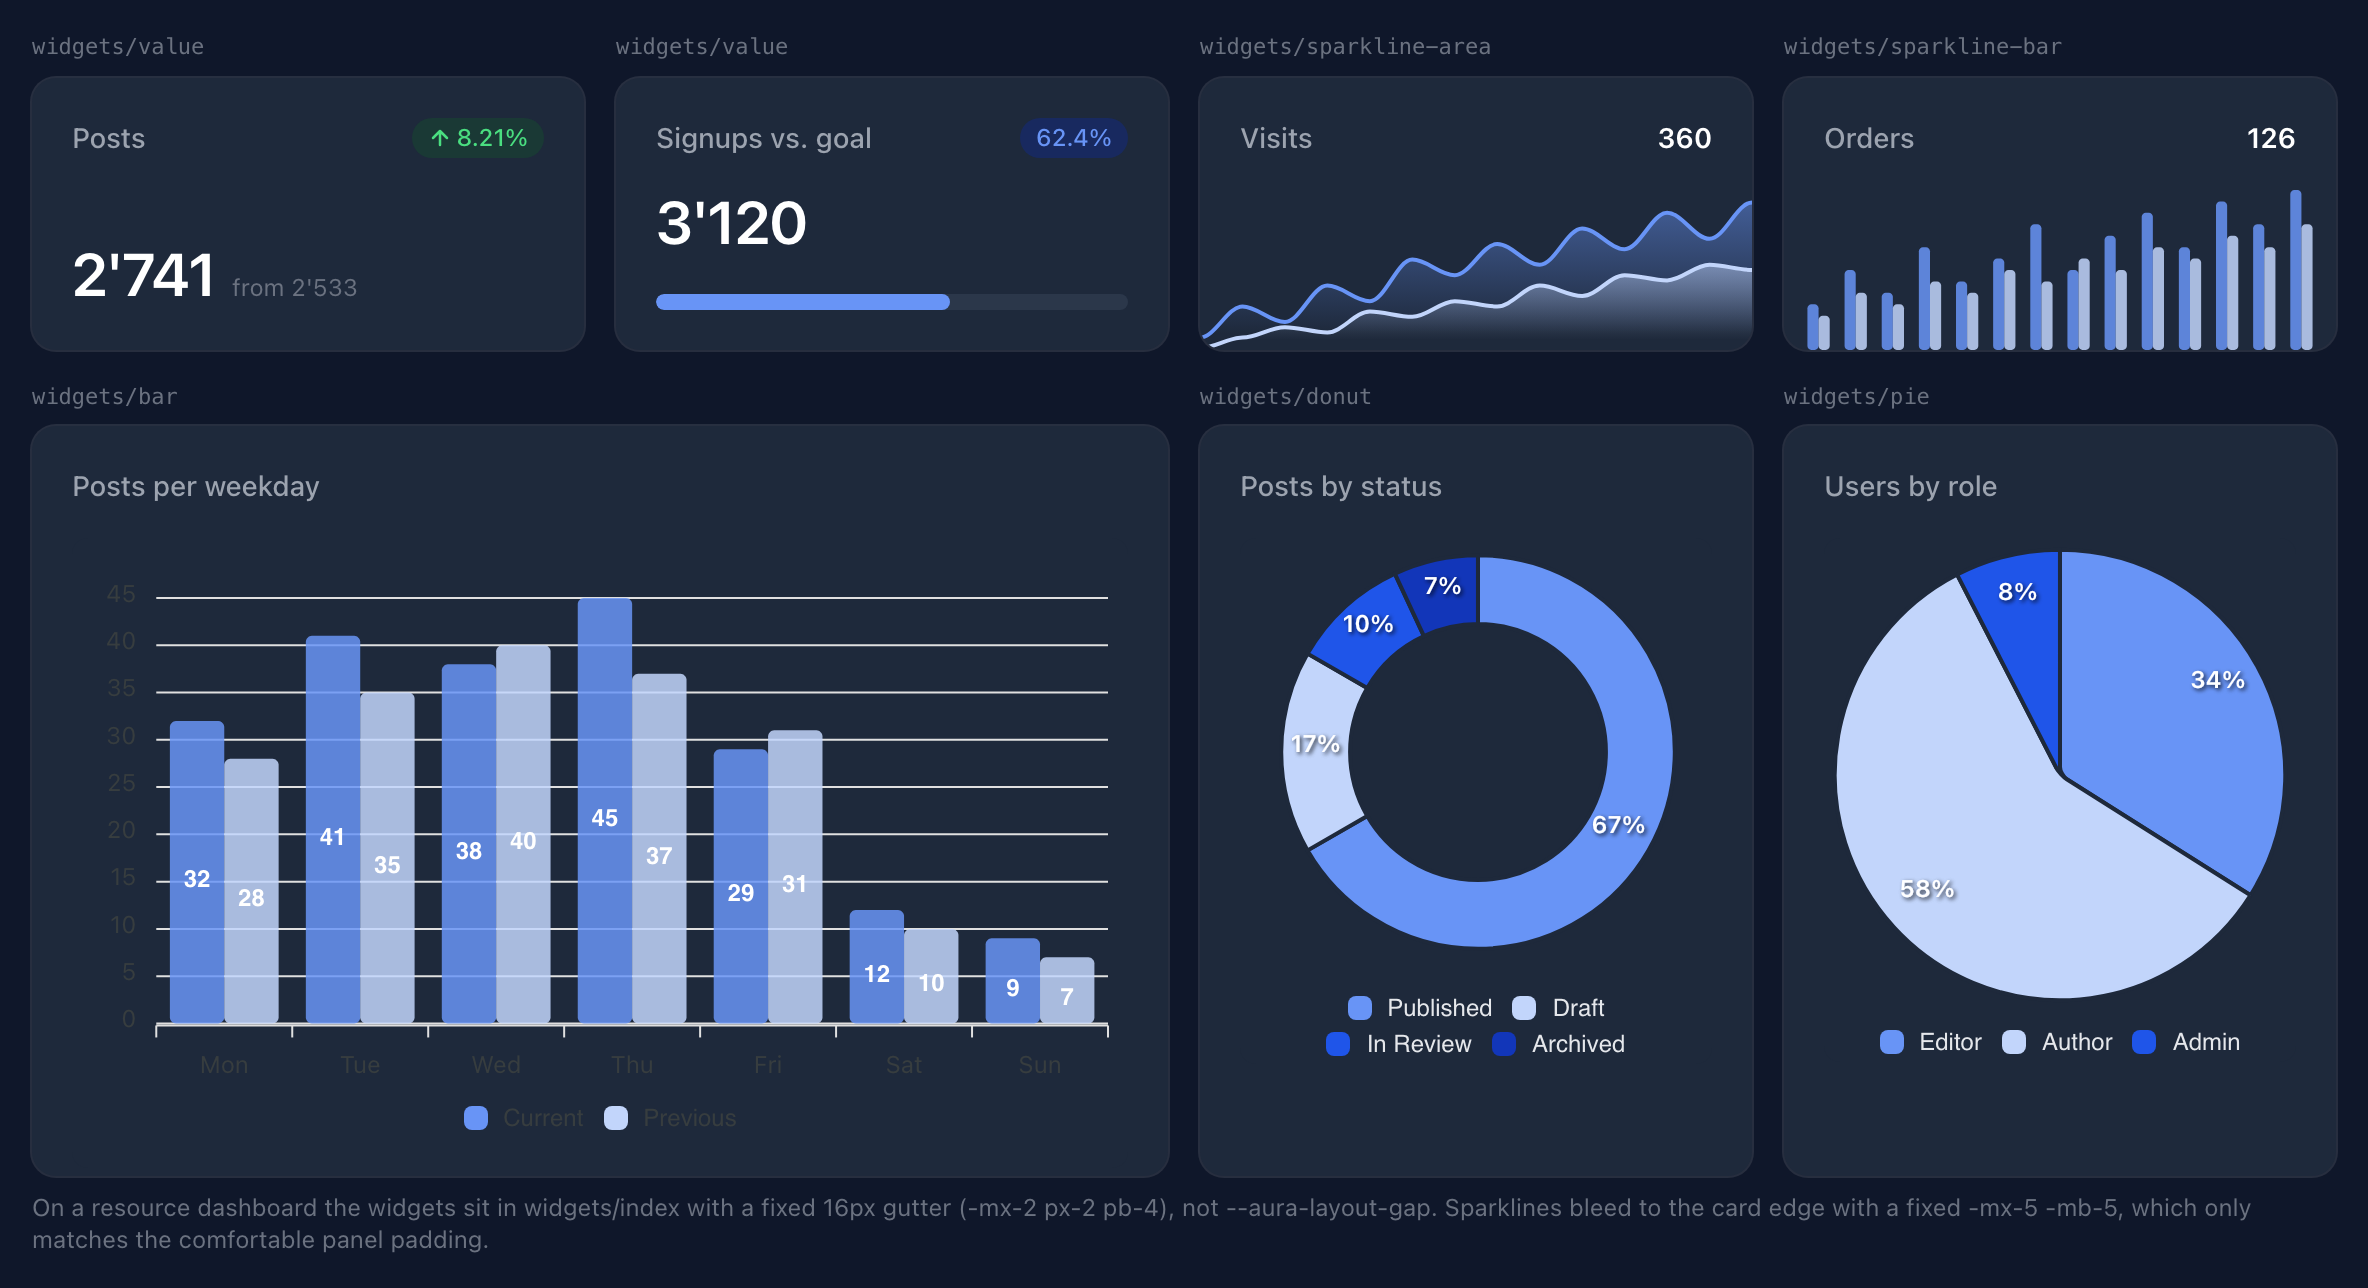 widgets/value
Posts
↑ 8.21%
2'741 from 2'533
widgets/value
Signups vs. goal
62.4%
3'120
widgets/sparkline-area
Visits
360
widgets/sparkline-bar
Orders
126
widgets/bar
Posts per weekday
45
40
35
30
25
20
15
10
5
0
32
28
41
35
38
40
45
37
29
31
12
10
9
7
Mon Tue Wed Thu Fri Sat Sun
Current Previous
widgets/donut
Posts by status
7%
10%
17%
67%
Published Draft
In Review Archived
widgets/pie
Users by role
8%
34%
58%
Editor Author Admin
On a resource dashboard the widgets sit in widgets/index with a fixed 16px gutter (-mx-2 px-2 pb-4), not --aura-layout-gap. Sparklines bleed to the card edge with a fixed -mx-5 -mb-5, which only
matches the comfortable panel padding.